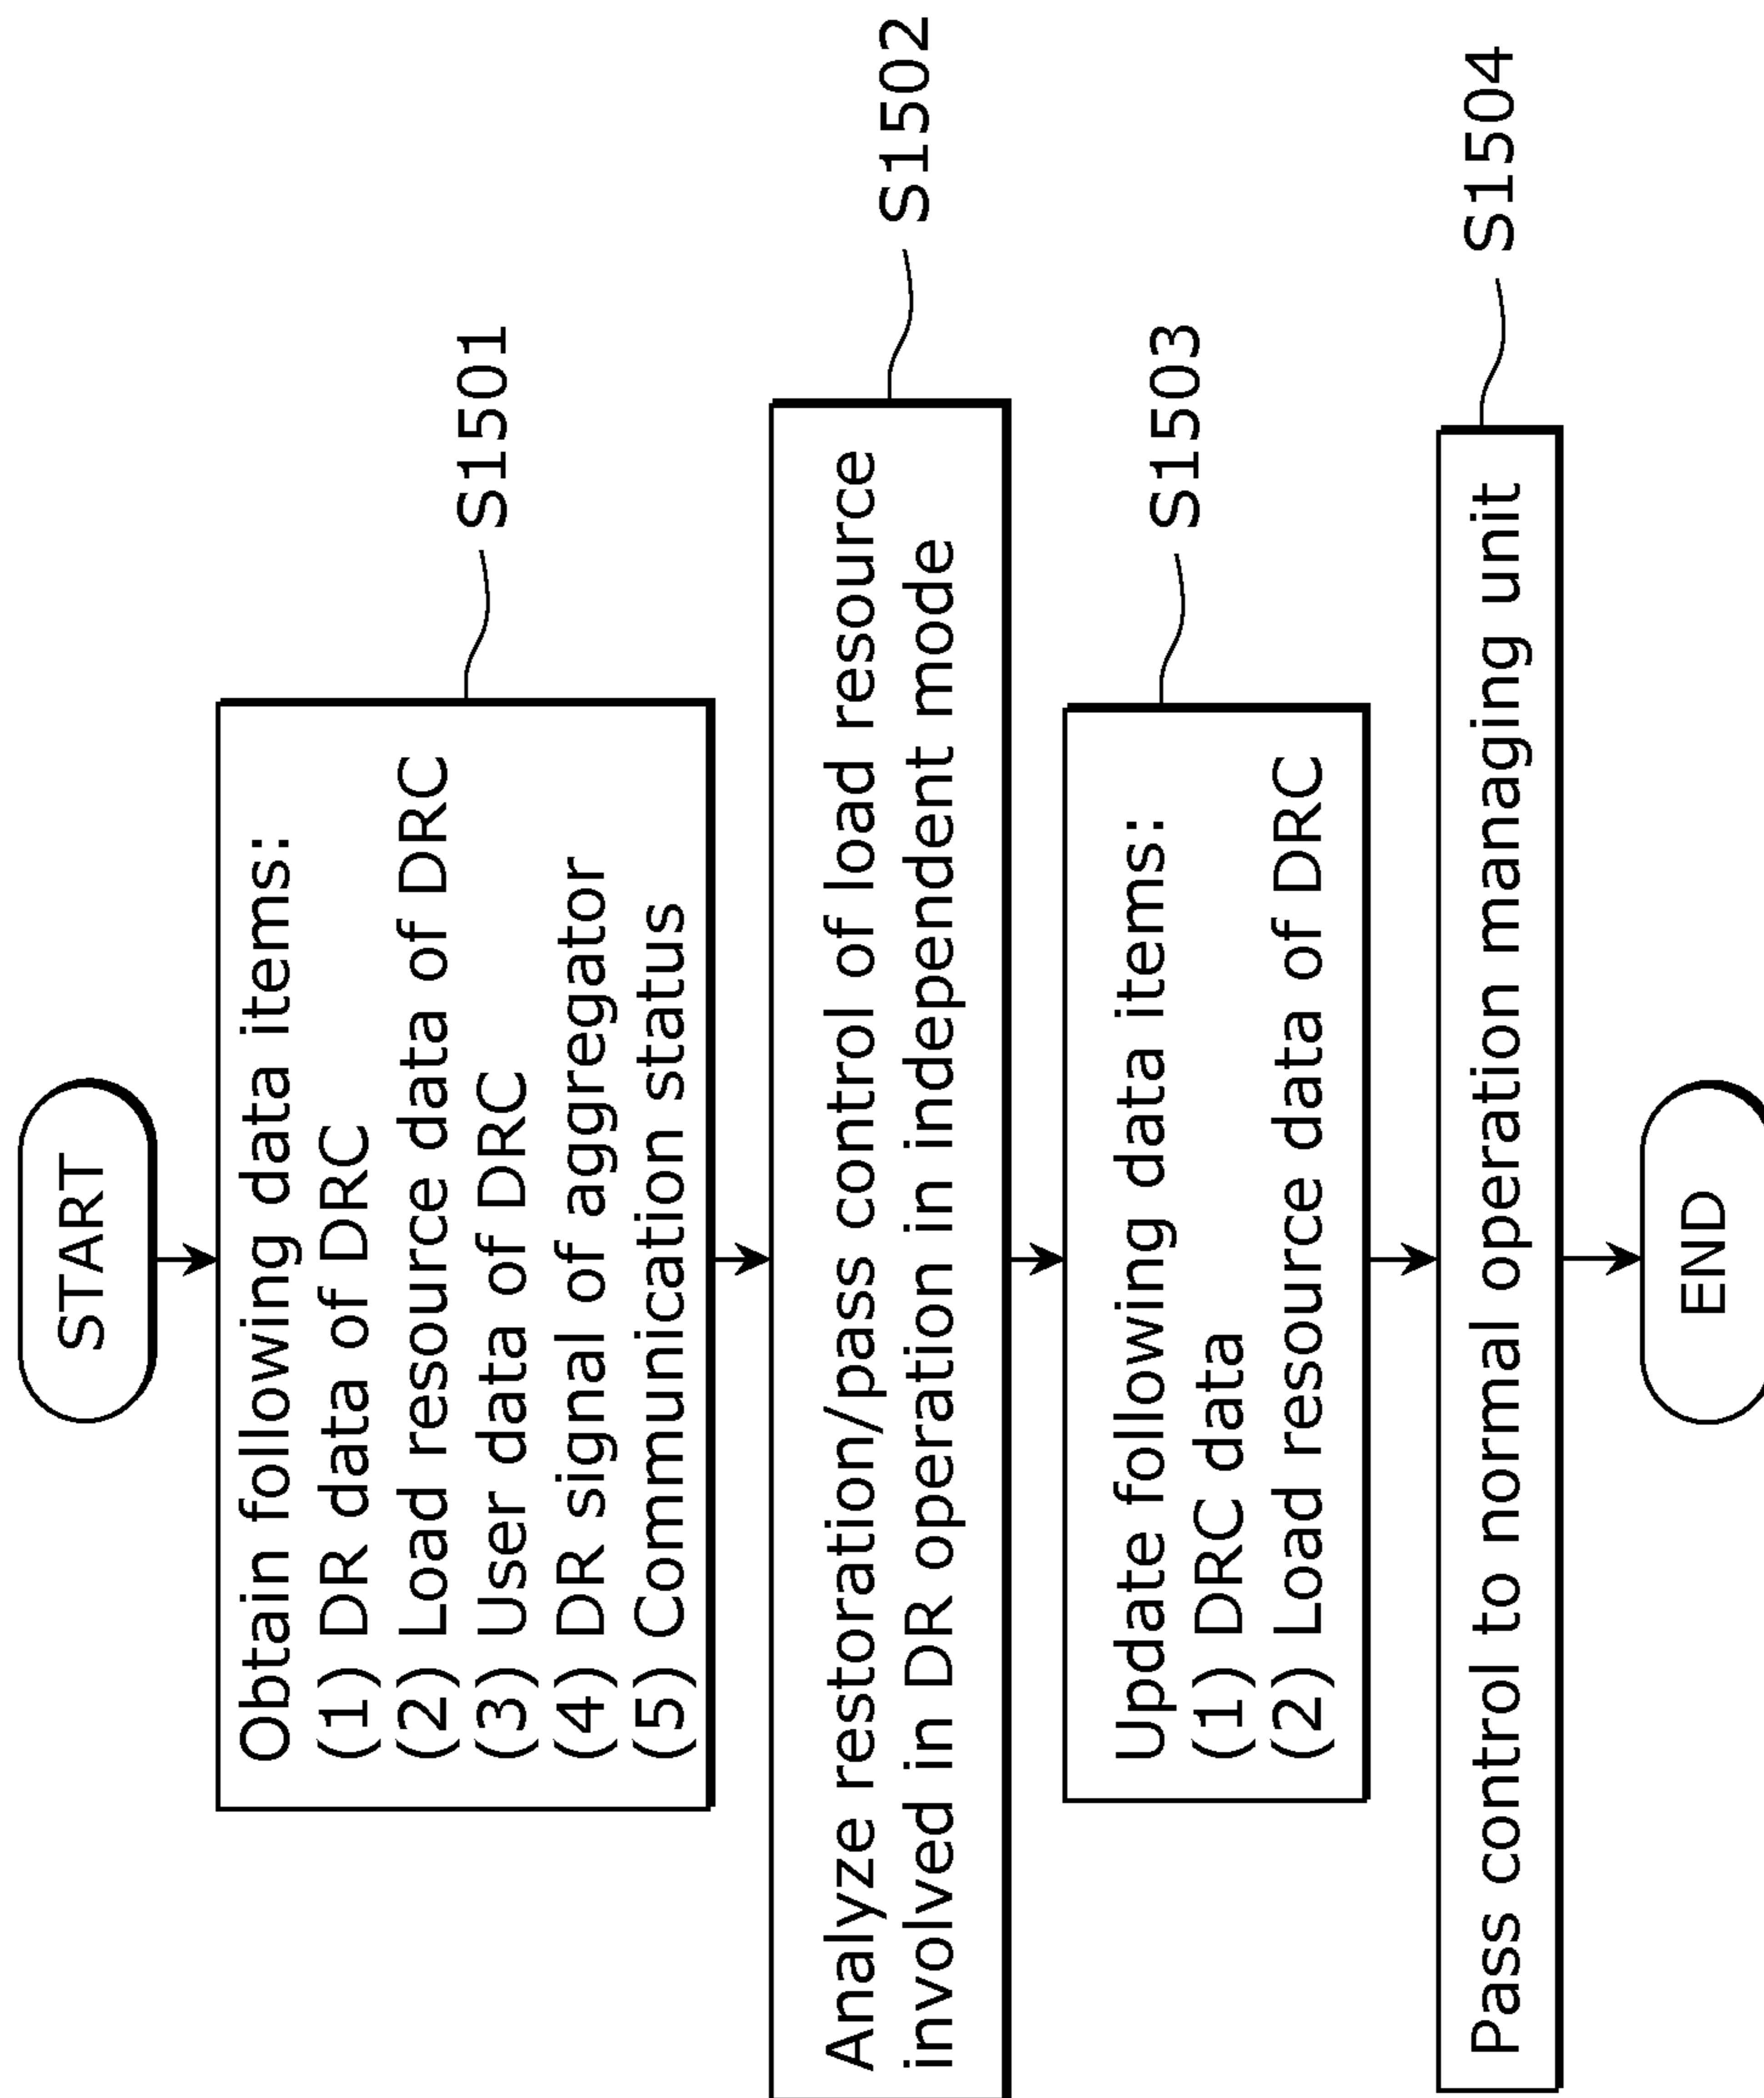 START
Obtain following data items:
(1) DR data of DRC
(2) Load resource data of DRC
(3) User data of DRC
(4) DR signal of aggregator
(5) Communication status
S1501
Analyze restoration/pass control of load resource
involved in DR operation in independent mode
S1502
Update following data items:
(1) DRC data
(2) Load resource data of DRC
S1503
Pass control to normal operation managing unit
S1504
END